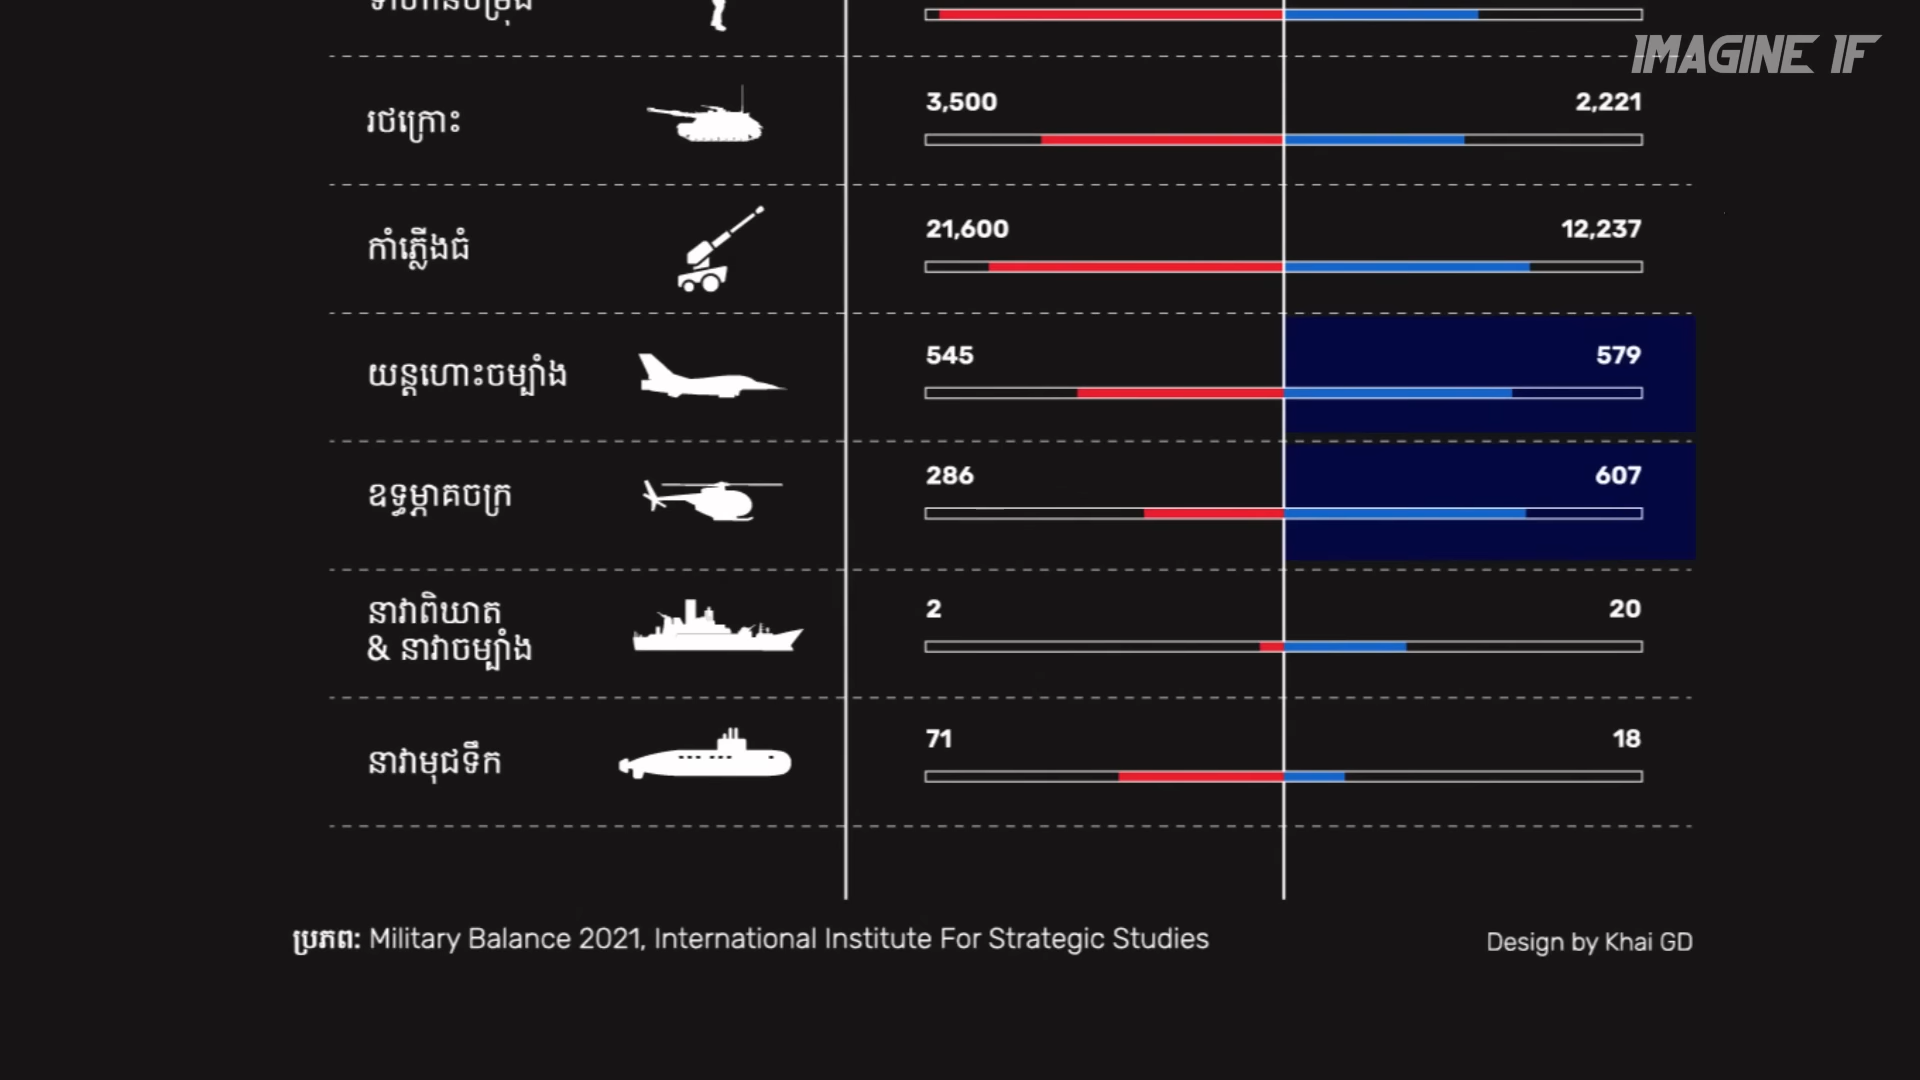 IMAGINE IF
រថក្រោះ
3,500
2,221
កាំភ្លើងធំ
21,600
12,237
យន្តហោះចម្បាំង
545
579
ឧទ្ធម្ភាគចក្រ
286
607
នាវាពិឃាត
& នាវាចម្បាំង
2
20
នាវាមុជទឹក
71
18
ប្រភព: Military Balance 2021, International Institute For Strategic Studies
Design by Khai GD